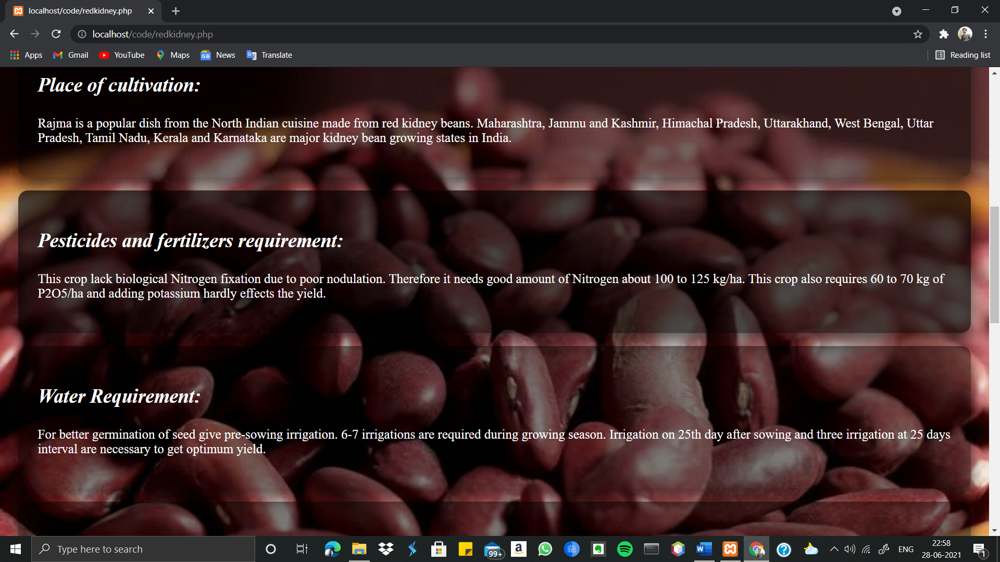 localhost/code/redkidney.php
localhost/code/redkidney.php
Apps Gmail YouTube Maps News Translate Reading list
Place of cultivation:
Rajma is a popular dish from the North Indian cuisine made from red kidney beans. Maharashtra, Jammu and Kashmir, Himachal Pradesh, Uttarakhand, West Bengal, Uttar
Pradesh, Tamil Nadu, Kerala and Karnataka are major kidney bean growing states in India.
Pesticides and fertilizers requirement:
This crop lack biological Nitrogen fixation due to poor nodulation. Therefore it needs good amount of Nitrogen about 100 to 125 kg/ha. This crop also requires 60 to 70 kg of
P2O5/ha and adding potassium hardly effects the yield.
Water Requirement:
For better germination of seed give pre-sowing irrigation. 6-7 irrigations are required during growing season. Irrigation on 25th day after sowing and three irrigation at 25 days
interval are necessary to get optimum yield.
Type here to search
99+
ENG
22:58
28-06-2021
1